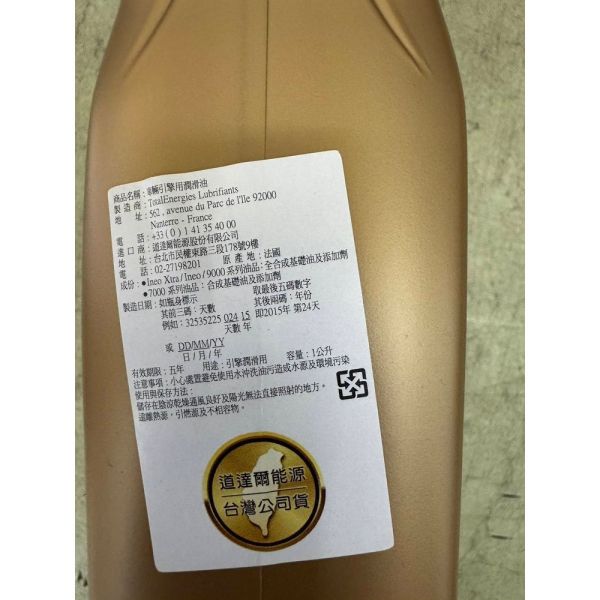 商品名稱：車輛引擎用潤滑油
製造商：TotalEnergies Lubrifiants
地址：562 , avenue du Parc de l'Ile 92000
Nanterre - France
電話：+33 (0) 1 41 35 40 00
進口商：道達爾能源股份有限公司
地址：台北市民權東路三段178號9樓
電話：02-27198201 原產地：法國
成份：●Ineo Xtra / Ineo / 9000 系列油品：全合成基礎油及添加劑
●7000 系列油品：合成基礎油及添加劑
製造日期：如瓶身標示 取最後五碼數字
其前三碼：天數 其後兩碼：年份
例如：32535225 024 15 即2015年 第24天
天數 年
或 DD/MM/YY
日 / 月 / 年
有效期限：五年 用途：引擎潤滑用 容量：1公升
注意事項：小心處置避免使用水沖洗油污造成水源及環境污染
使用與保存方法：
儲存在陰涼乾燥通風良好及陽光無法直接照射的地方。
遠離熱源，引燃源及不相容物。
道達爾能源
台灣公司貨